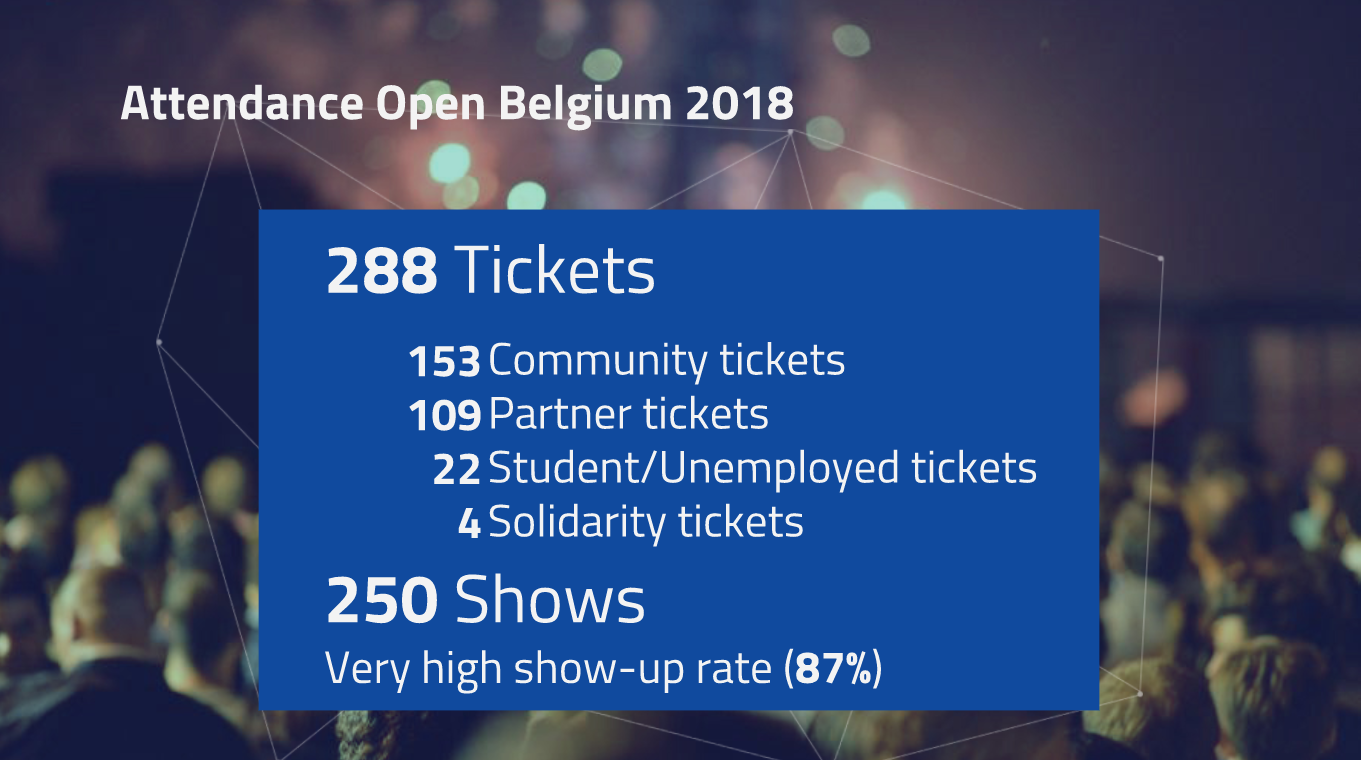 Attendance Open Belgium 2018
288 Tickets
153 Community tickets
109 Partner tickets
22 Student/Unemployed tickets
4 Solidarity tickets
250 Shows
Very high show-up rate (87%)